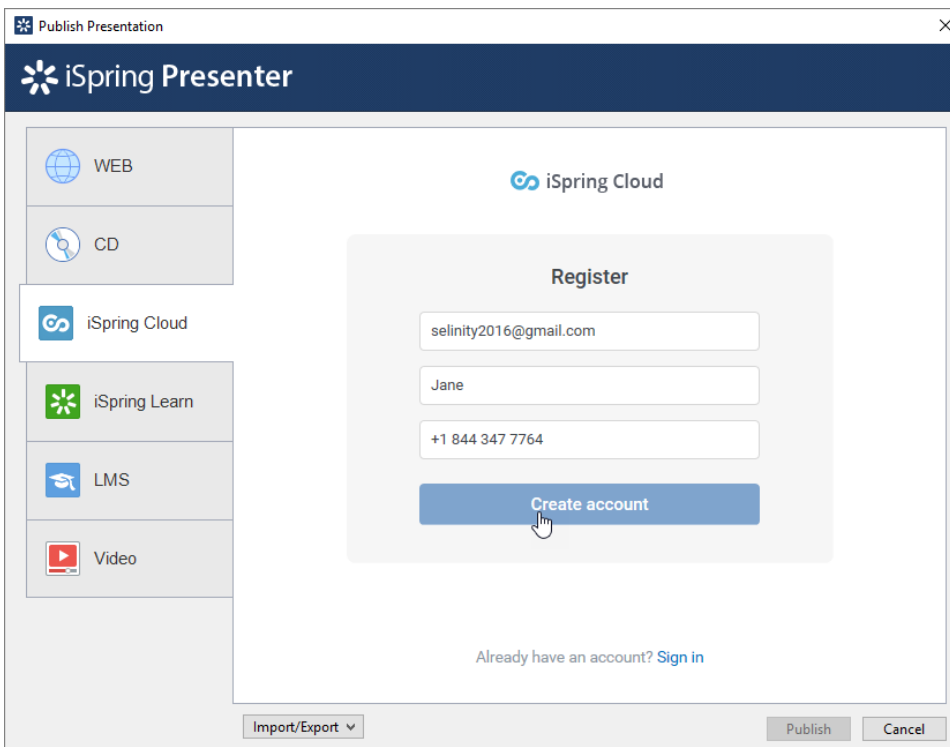 Publish Presentation
iSpring Presenter
WEB
CD
iSpring Cloud
iSpring Learn
LMS
Video
iSpring Cloud
Register
selinity2016@gmail.com
Jane
+1 844 347 7764
Create account
Already have an account? Sign in
Import/Export
Publish
Cancel